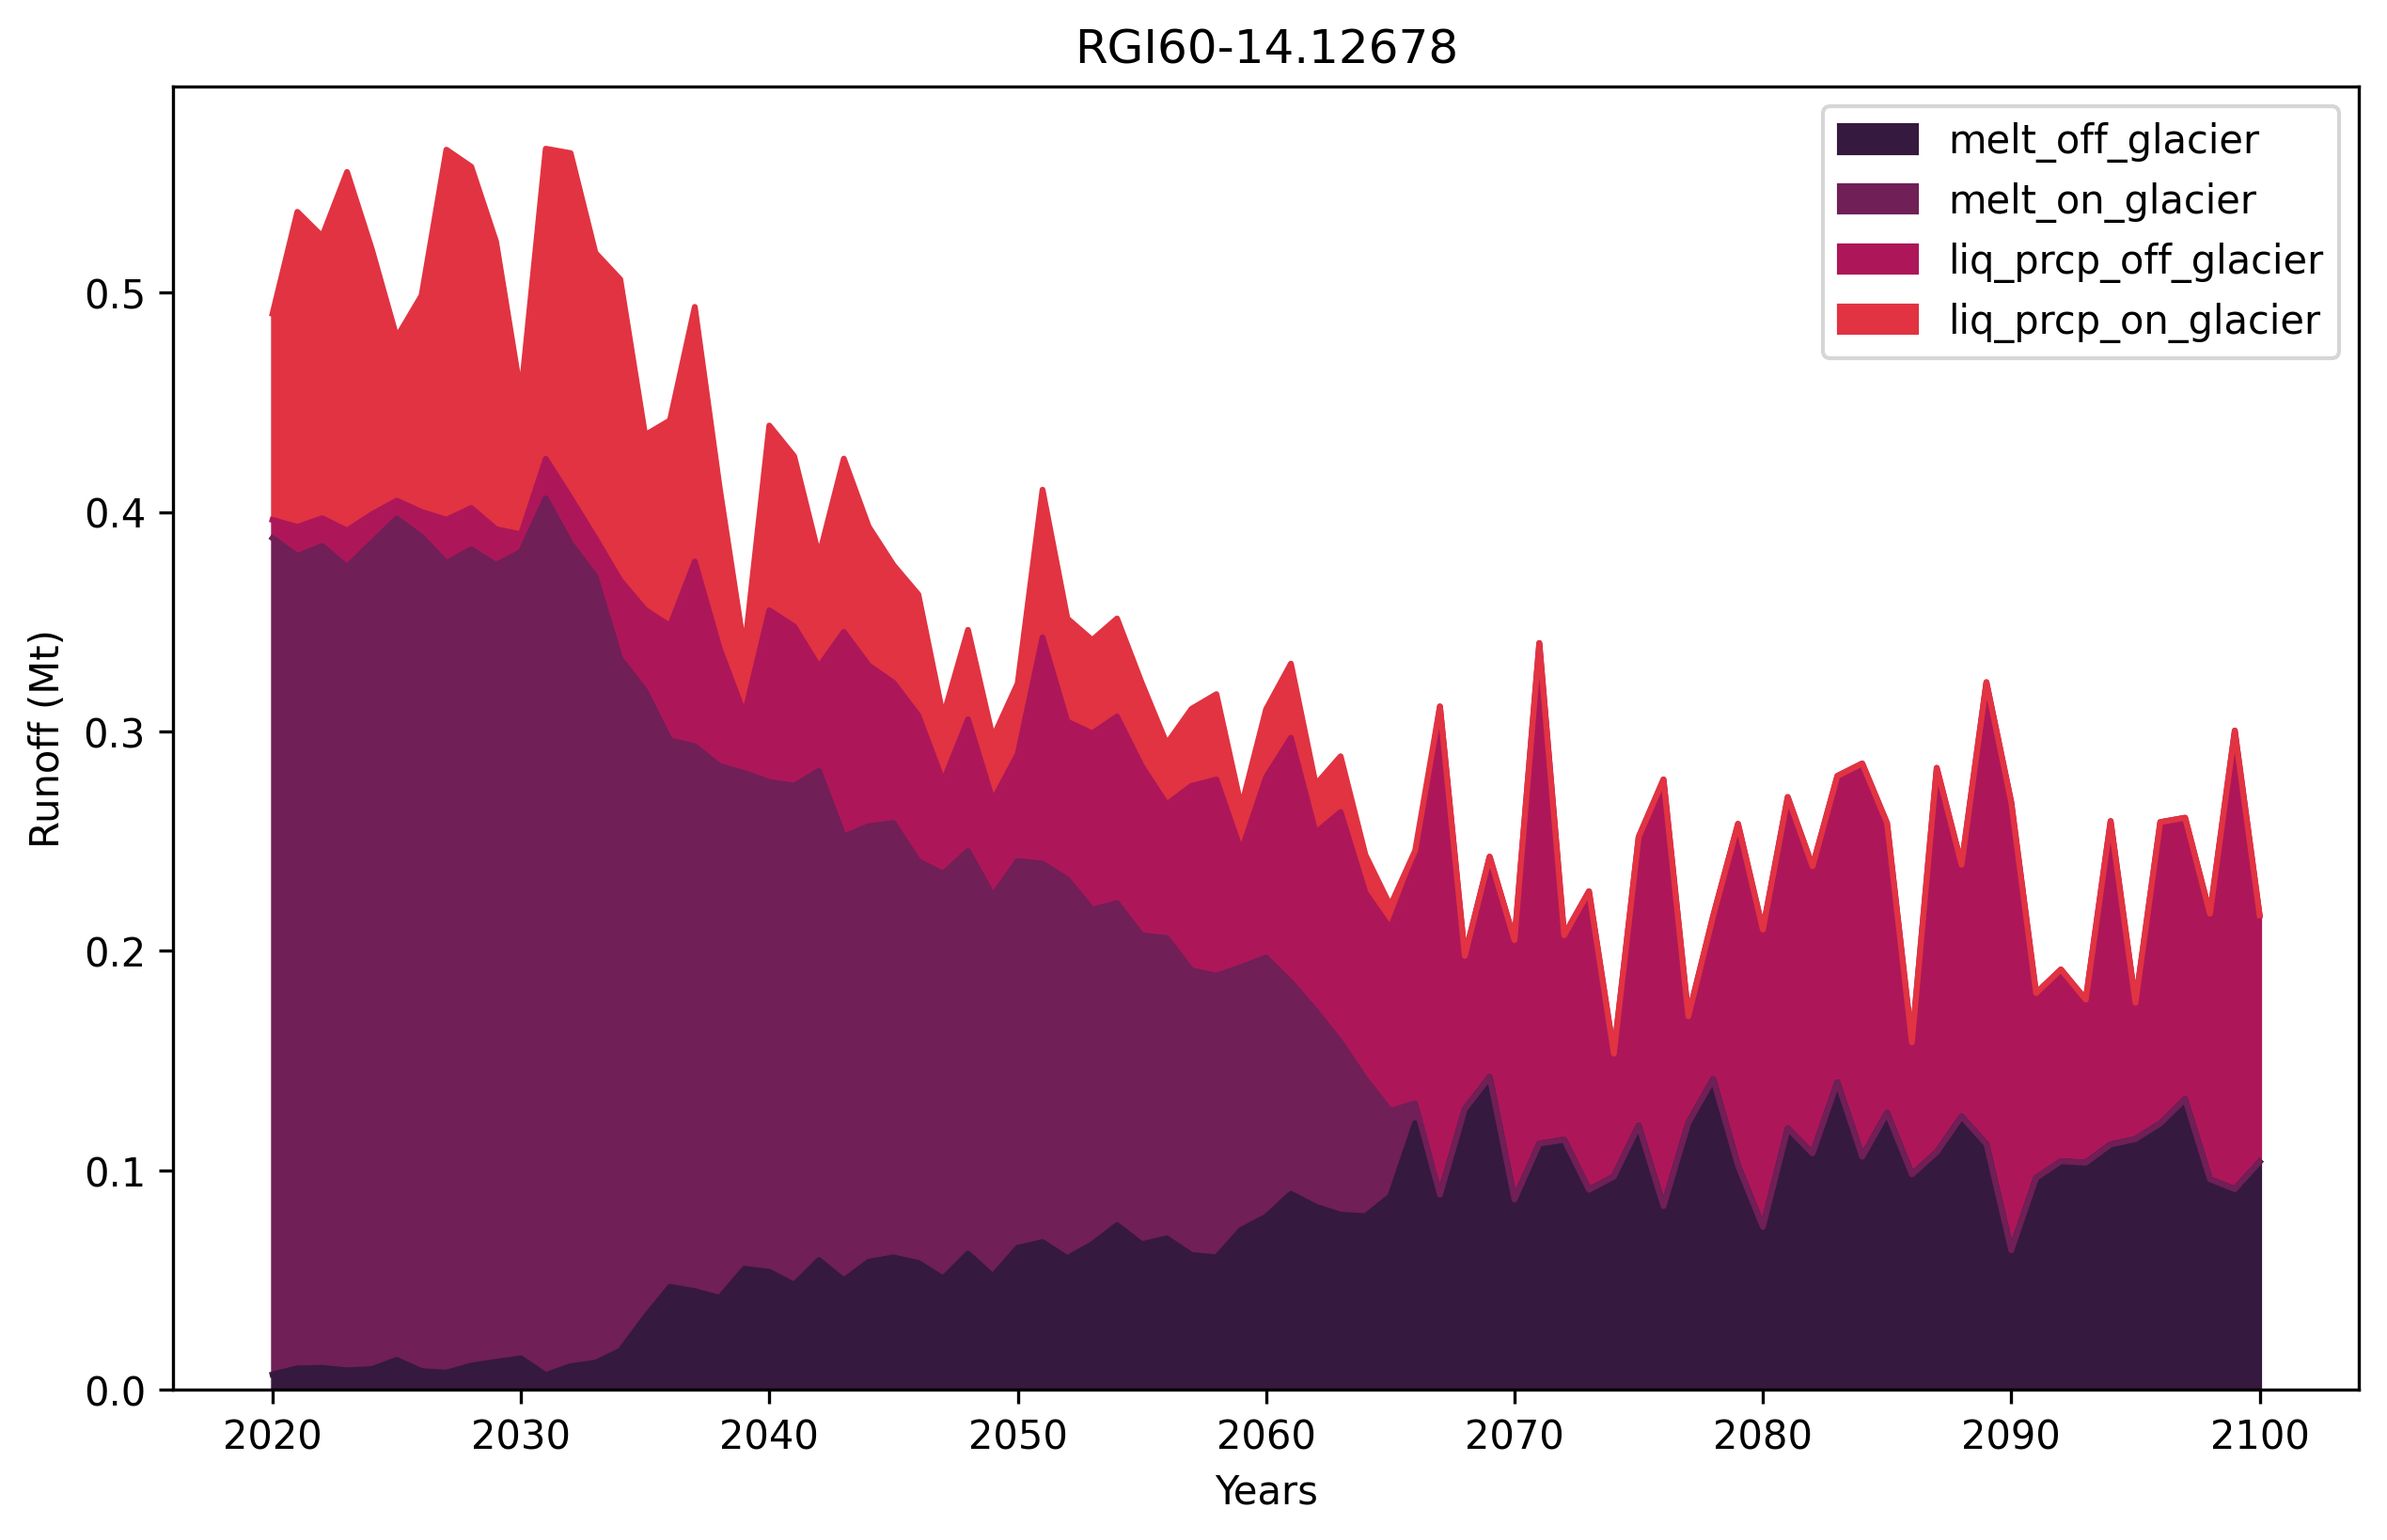 RGI60-14.12678
melt_off_glacier
melt_on_glacier
liq_prcp_off_glacier
liq_prcp_on_glacier
0.5
0.4
0.3
0.2
0.1
0.0
Runoff (Mt)
2020 2030 2040 2050 2060 2070 2080 2090 2100
Years